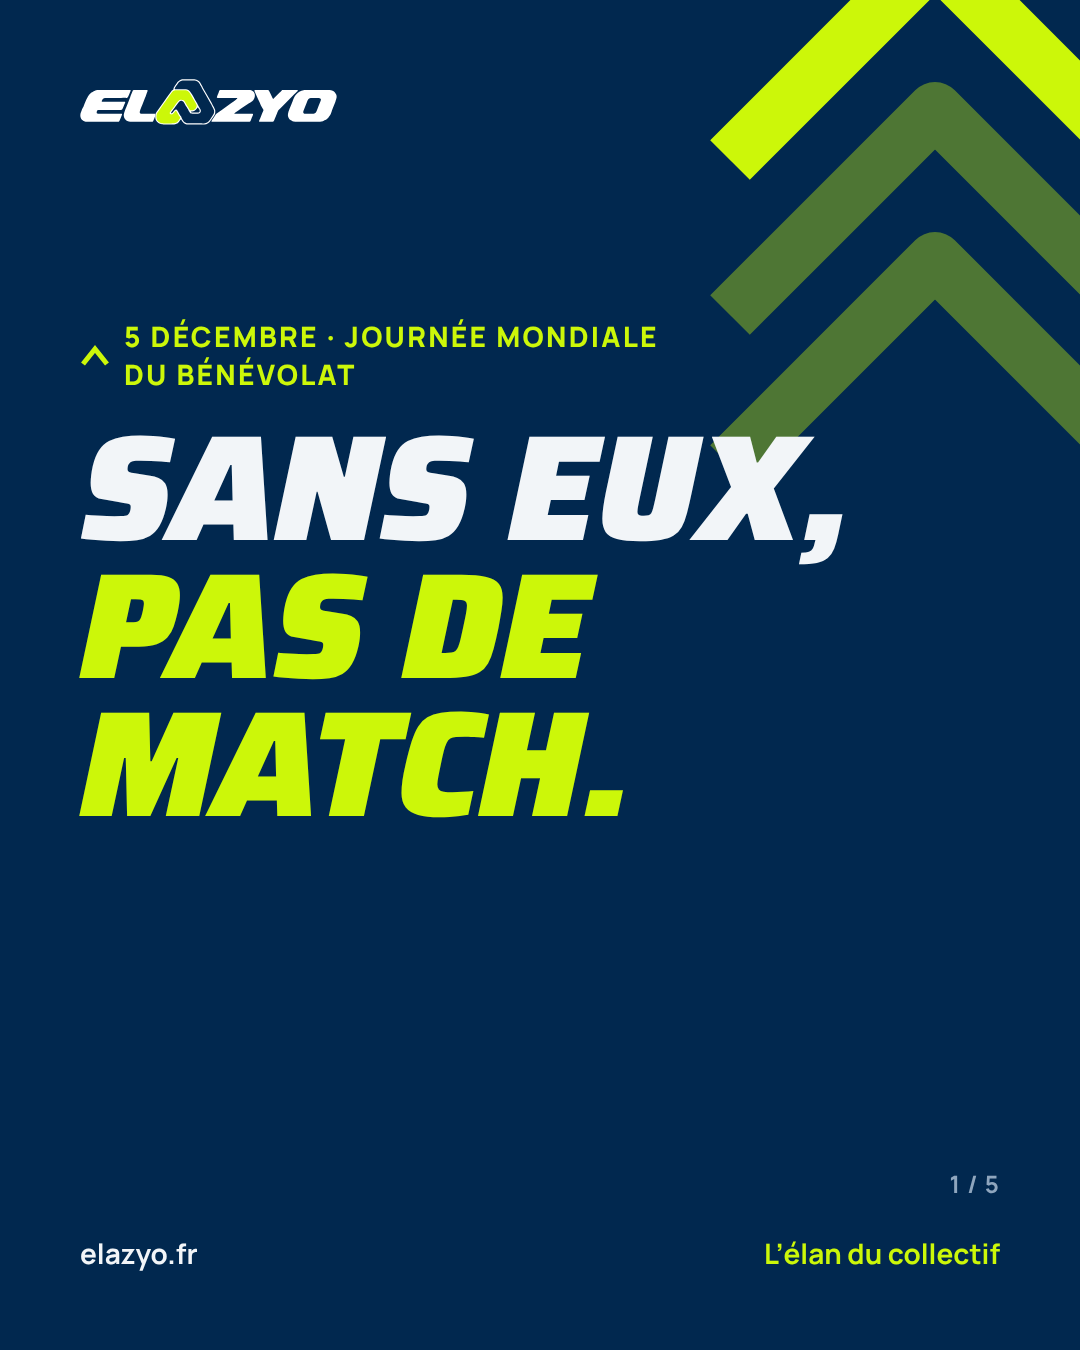 ELAZYO
5 DÉCEMBRE · JOURNÉE MONDIALE
DU BÉNÉVOLAT
SANS EUX,
PAS DE
MATCH.
1 / 5
elazyo.fr
L’élan du collectif